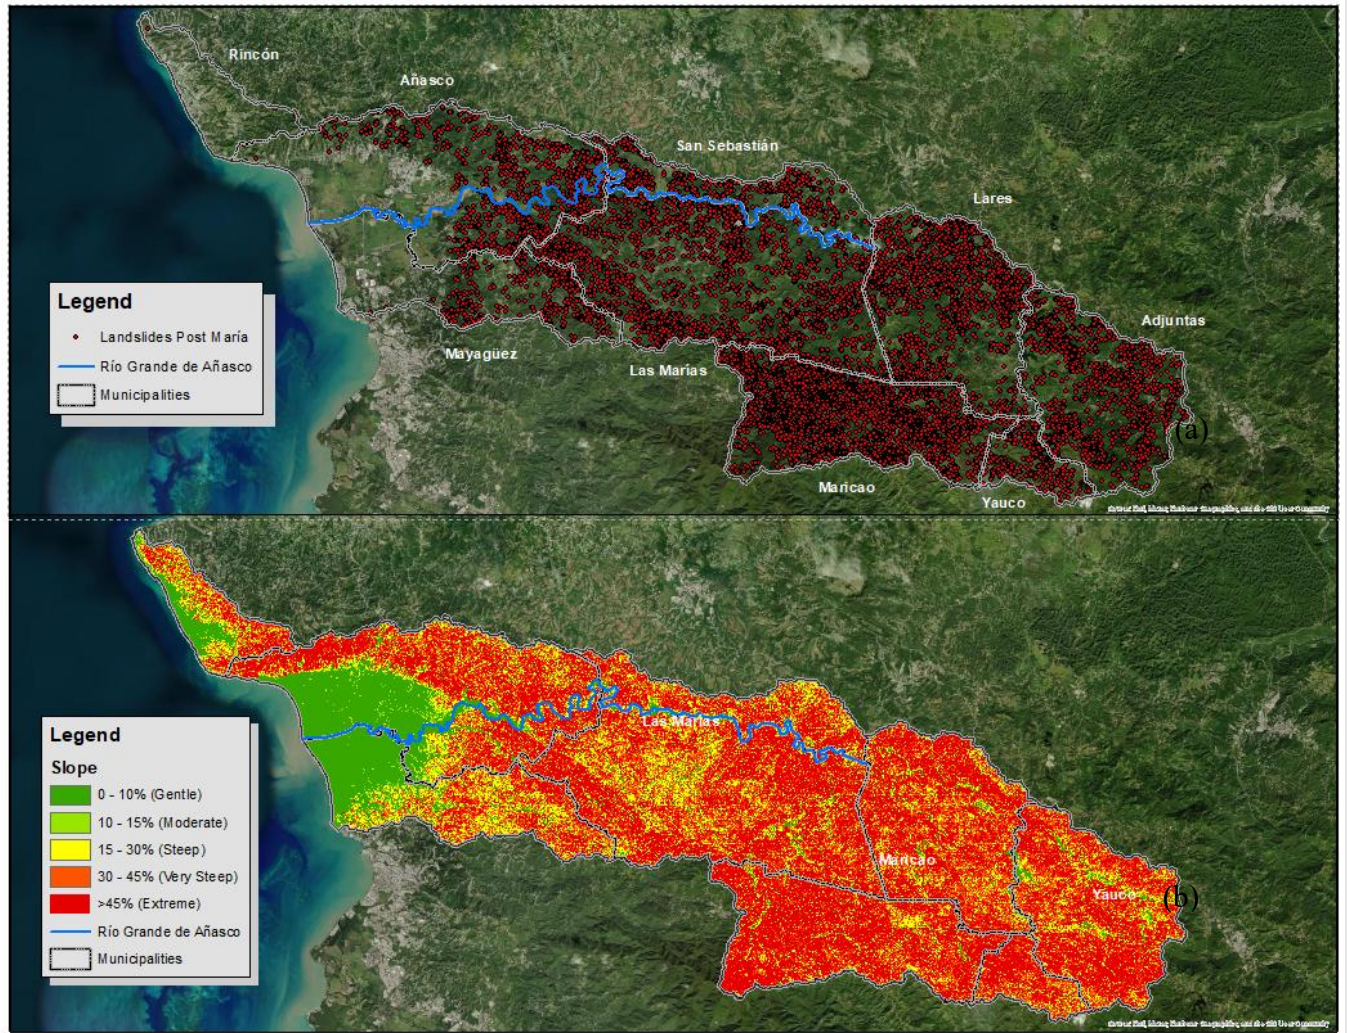 Rincón
Añasco
San Sebastián
Lares
Adjuntas
Legend
Landslides Post María
Río Grande de Añasco
Municipalities
Mayagüez
Las Marías
Maricao
Yauco
(a)
Legend
Slope
0 - 10% (Gentle)
10 - 15% (Moderate)
15 - 30% (Steep)
30 - 45% (Very Steep)
>45% (Extreme)
Río Grande de Añasco
Municipalities
Las Marías
Maricao
Yauco
(b)